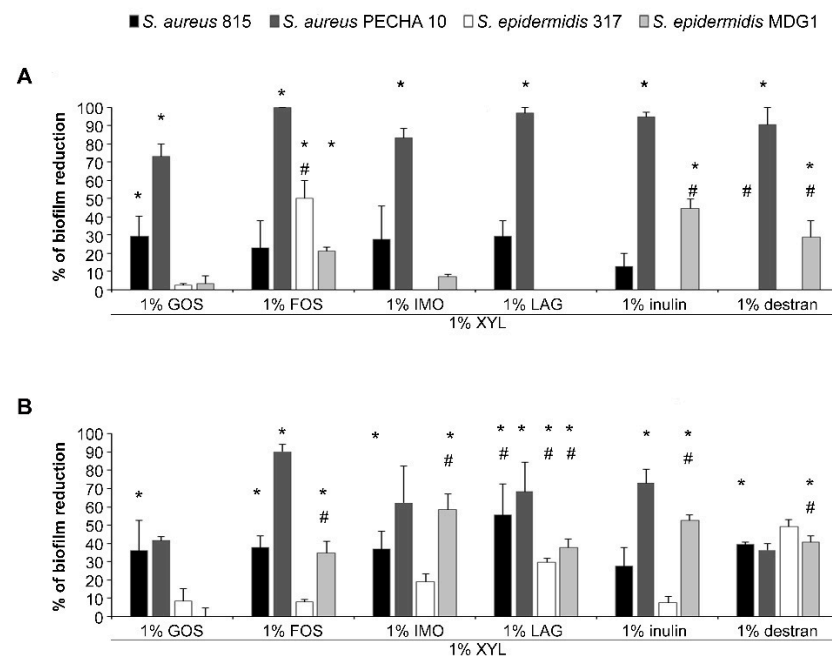 S. aureus 815 S. aureus PECHA 10 S. epidermidis 317 S. epidermidis MDG1
A
% of biofilm reduction
100
90
80
70
60
50
40
30
20
10
0
* * * * # * * * * # * # * * #
1% GOS 1% FOS 1% IMO 1% LAG 1% inulin 1% destran
1% XYL
B
% of biofilm reduction
100
90
80
70
60
50
40
30
20
10
0
* * * * # * * # * # * * # * # * * # * * #
1% GOS 1% FOS 1% IMO 1% LAG 1% inulin 1% destran
1% XYL